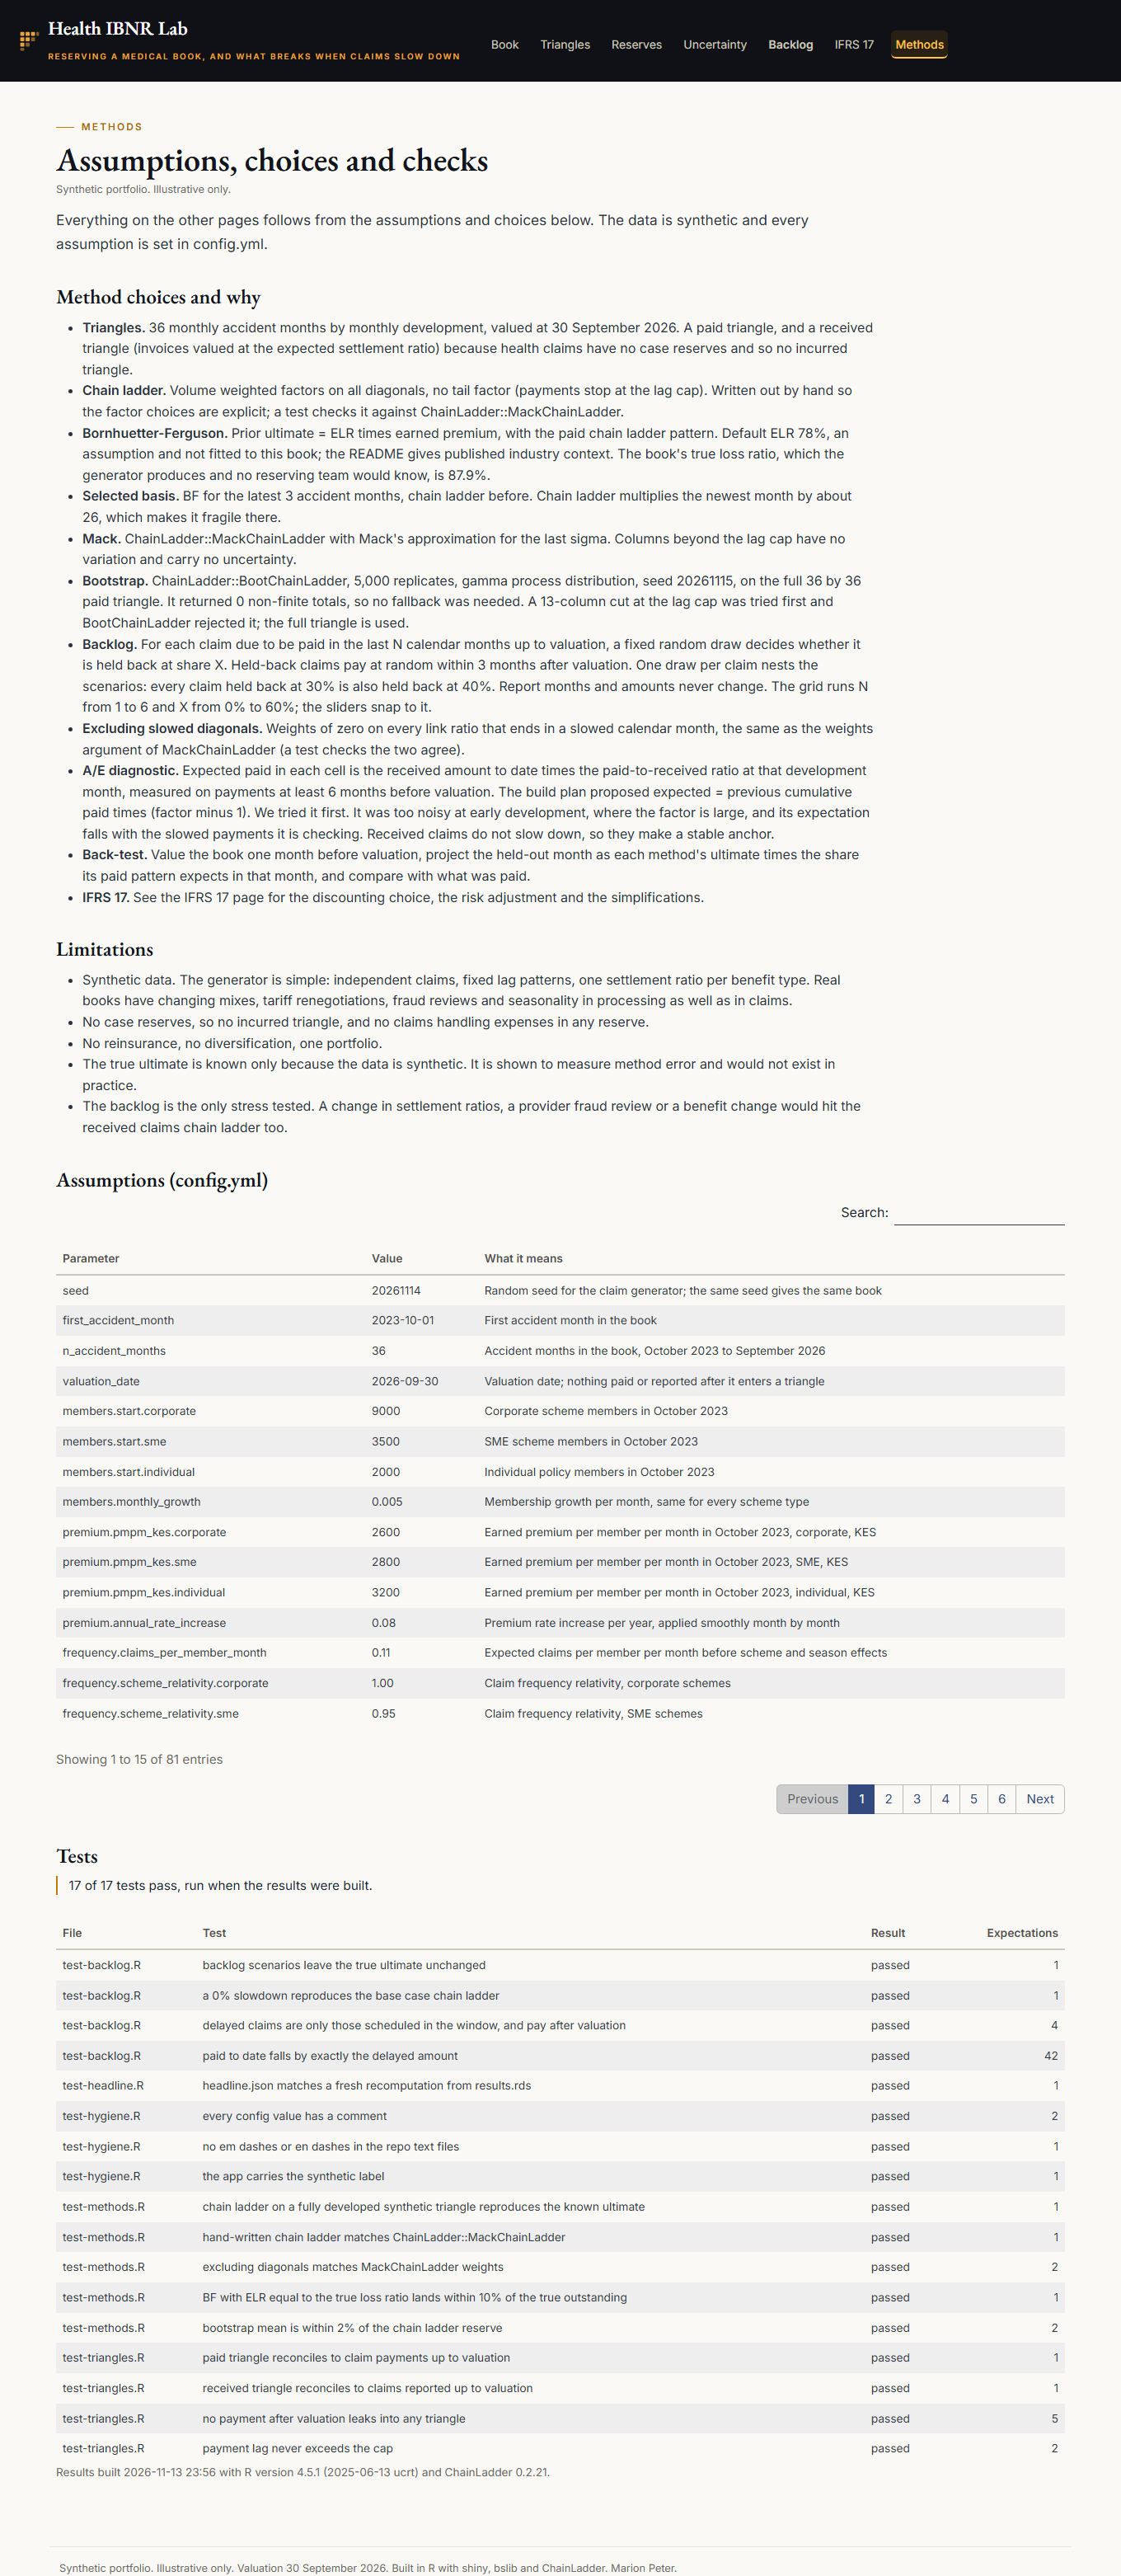 Health IBNR Lab
RESERVING A MEDICAL BOOK, AND WHAT BREAKS WHEN CLAIMS SLOW DOWN
Book Triangles Reserves Uncertainty Backlog IFRS 17 Methods
METHODS
Assumptions, choices and checks
Synthetic portfolio. Illustrative only.
Everything on the other pages follows from the assumptions and choices below. The data is synthetic and every
assumption is set in config.yml.
Method choices and why
• Triangles. 36 monthly accident months by monthly development, valued at 30 September 2026. A paid triangle, and a received
triangle (invoices valued at the expected settlement ratio) because health claims have no case reserves and so no incurred
triangle.
• Chain ladder. Volume weighted factors on all diagonals, no tail factor (payments stop at the lag cap). Written out by hand so
the factor choices are explicit; a test checks it against ChainLadder::MackChainLadder.
• Bornhuetter-Ferguson. Prior ultimate = ELR times earned premium, with the paid chain ladder pattern. Default ELR 78%, an
assumption and not fitted to this book; the README gives published industry context. The book's true loss ratio, which the
generator produces and no reserving team would know, is 87.9%.
• Selected basis. BF for the latest 3 accident months, chain ladder before. Chain ladder multiplies the newest month by about
26, which makes it fragile there.
• Mack. ChainLadder::MackChainLadder with Mack's approximation for the last sigma. Columns beyond the lag cap have no
variation and carry no uncertainty.
• Bootstrap. ChainLadder::BootChainLadder, 5,000 replicates, gamma process distribution, seed 20261115, on the full 36 by 36
paid triangle. It returned 0 non-finite totals, so no fallback was needed. A 13-column cut at the lag cap was tried first and
BootChainLadder rejected it; the full triangle is used.
• Backlog. For each claim due to be paid in the last N calendar months up to valuation, a fixed random draw decides whether it
is held back at share X. Held-back claims pay at random within 3 months after valuation. One draw per claim nests the
scenarios: every claim held back at 30% is also held back at 40%. Report months and amounts never change. The grid runs N
from 1 to 6 and X from 0% to 60%; the sliders snap to it.
• Excluding slowed diagonals. Weights of zero on every link ratio that ends in a slowed calendar month, the same as the weights
argument of MackChainLadder (a test checks the two agree).
• A/E diagnostic. Expected paid in each cell is the received amount to date times the paid-to-received ratio at that development
month, measured on payments at least 6 months before valuation. The build plan proposed expected = previous cumulative
paid times (factor minus 1). We tried it first. It was too noisy at early development, where the factor is large, and its expectation
falls with the slowed payments it is checking. Received claims do not slow down, so they make a stable anchor.
• Back-test. Value the book one month before valuation, project the held-out month as each method's ultimate times the share
its paid pattern expects in that month, and compare with what was paid.
• IFRS 17. See the IFRS 17 page for the discounting choice, the risk adjustment and the simplifications.
Limitations
• Synthetic data. The generator is simple: independent claims, fixed lag patterns, one settlement ratio per benefit type. Real
books have changing mixes, tariff renegotiations, fraud reviews and seasonality in processing as well as in claims.
• No case reserves, so no incurred triangle, and no claims handling expenses in any reserve.
• No reinsurance, no diversification, one portfolio.
• The true ultimate is known only because the data is synthetic. It is shown to measure method error and would not exist in
practice.
• The backlog is the only stress tested. A change in settlement ratios, a provider fraud review or a benefit change would hit the
received claims chain ladder too.
Assumptions (config.yml)
Search:
Parameter Value What it means
seed 20261114 Random seed for the claim generator; the same seed gives the same book
first_accident_month 2023-10-01 First accident month in the book
n_accident_months 36 Accident months in the book, October 2023 to September 2026
valuation_date 2026-09-30 Valuation date; nothing paid or reported after it enters a triangle
members.start.corporate 9000 Corporate scheme members in October 2023
members.start.sme 3500 SME scheme members in October 2023
members.start.individual 2000 Individual policy members in October 2023
members.monthly_growth 0.005 Membership growth per month, same for every scheme type
premium.pmpm_kes.corporate 2600 Earned premium per member per month in October 2023, corporate, KES
premium.pmpm_kes.sme 2800 Earned premium per member per month in October 2023, SME, KES
premium.pmpm_kes.individual 3200 Earned premium per member per month in October 2023, individual, KES
premium.annual_rate_increase 0.08 Premium rate increase per year, applied smoothly month by month
frequency.claims_per_member_month 0.11 Expected claims per member per month before scheme and season effects
frequency.scheme_relativity.corporate 1.00 Claim frequency relativity, corporate schemes
frequency.scheme_relativity.sme 0.95 Claim frequency relativity, SME schemes
Showing 1 to 15 of 81 entries
Previous 1 2 3 4 5 6 Next
Tests
17 of 17 tests pass, run when the results were built.
File Test Result Expectations
test-backlog.R backlog scenarios leave the true ultimate unchanged passed 1
test-backlog.R a 0% slowdown reproduces the base case chain ladder passed 1
test-backlog.R delayed claims are only those scheduled in the window, and pay after valuation passed 4
test-backlog.R paid to date falls by exactly the delayed amount passed 42
test-headline.R headline.json matches a fresh recomputation from results.rds passed 1
test-hygiene.R every config value has a comment passed 2
test-hygiene.R no em dashes or en dashes in the repo text files passed 1
test-hygiene.R the app carries the synthetic label passed 1
test-methods.R chain ladder on a fully developed synthetic triangle reproduces the known ultimate passed 1
test-methods.R hand-written chain ladder matches ChainLadder::MackChainLadder passed 1
test-methods.R excluding diagonals matches MackChainLadder weights passed 2
test-methods.R BF with ELR equal to the true loss ratio lands within 10% of the true outstanding passed 1
test-methods.R bootstrap mean is within 2% of the chain ladder reserve passed 2
test-triangles.R paid triangle reconciles to claim payments up to valuation passed 1
test-triangles.R received triangle reconciles to claims reported up to valuation passed 1
test-triangles.R no payment after valuation leaks into any triangle passed 5
test-triangles.R payment lag never exceeds the cap passed 2
Results built 2026-11-13 23:56 with R version 4.5.1 (2025-06-13 ucrt) and ChainLadder 0.2.21.
Synthetic portfolio. Illustrative only. Valuation 30 September 2026. Built in R with shiny, bslib and ChainLadder. Marion Peter.